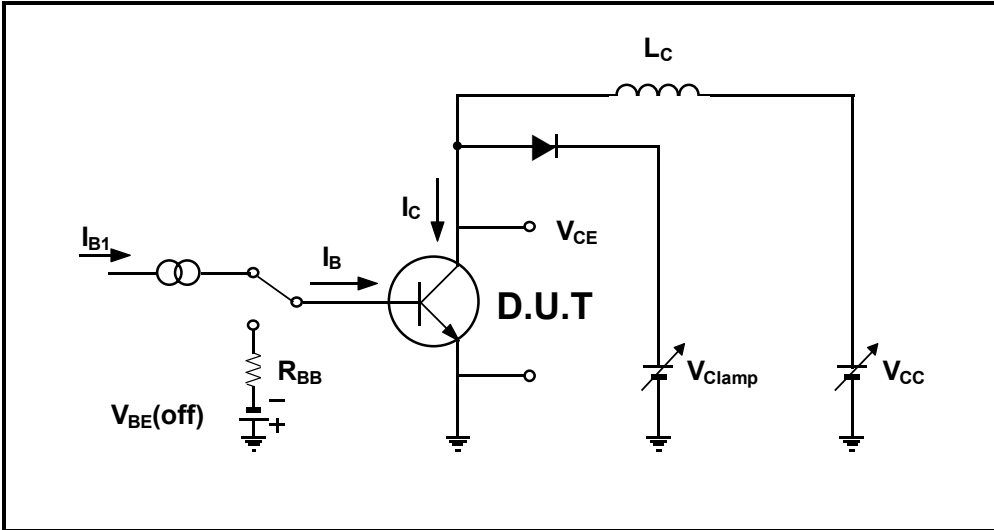 L_C
I_C
V_CE
I_B1
I_B
D.U.T
R_BB
−
V_BE(off)
+
V_Clamp
V_CC